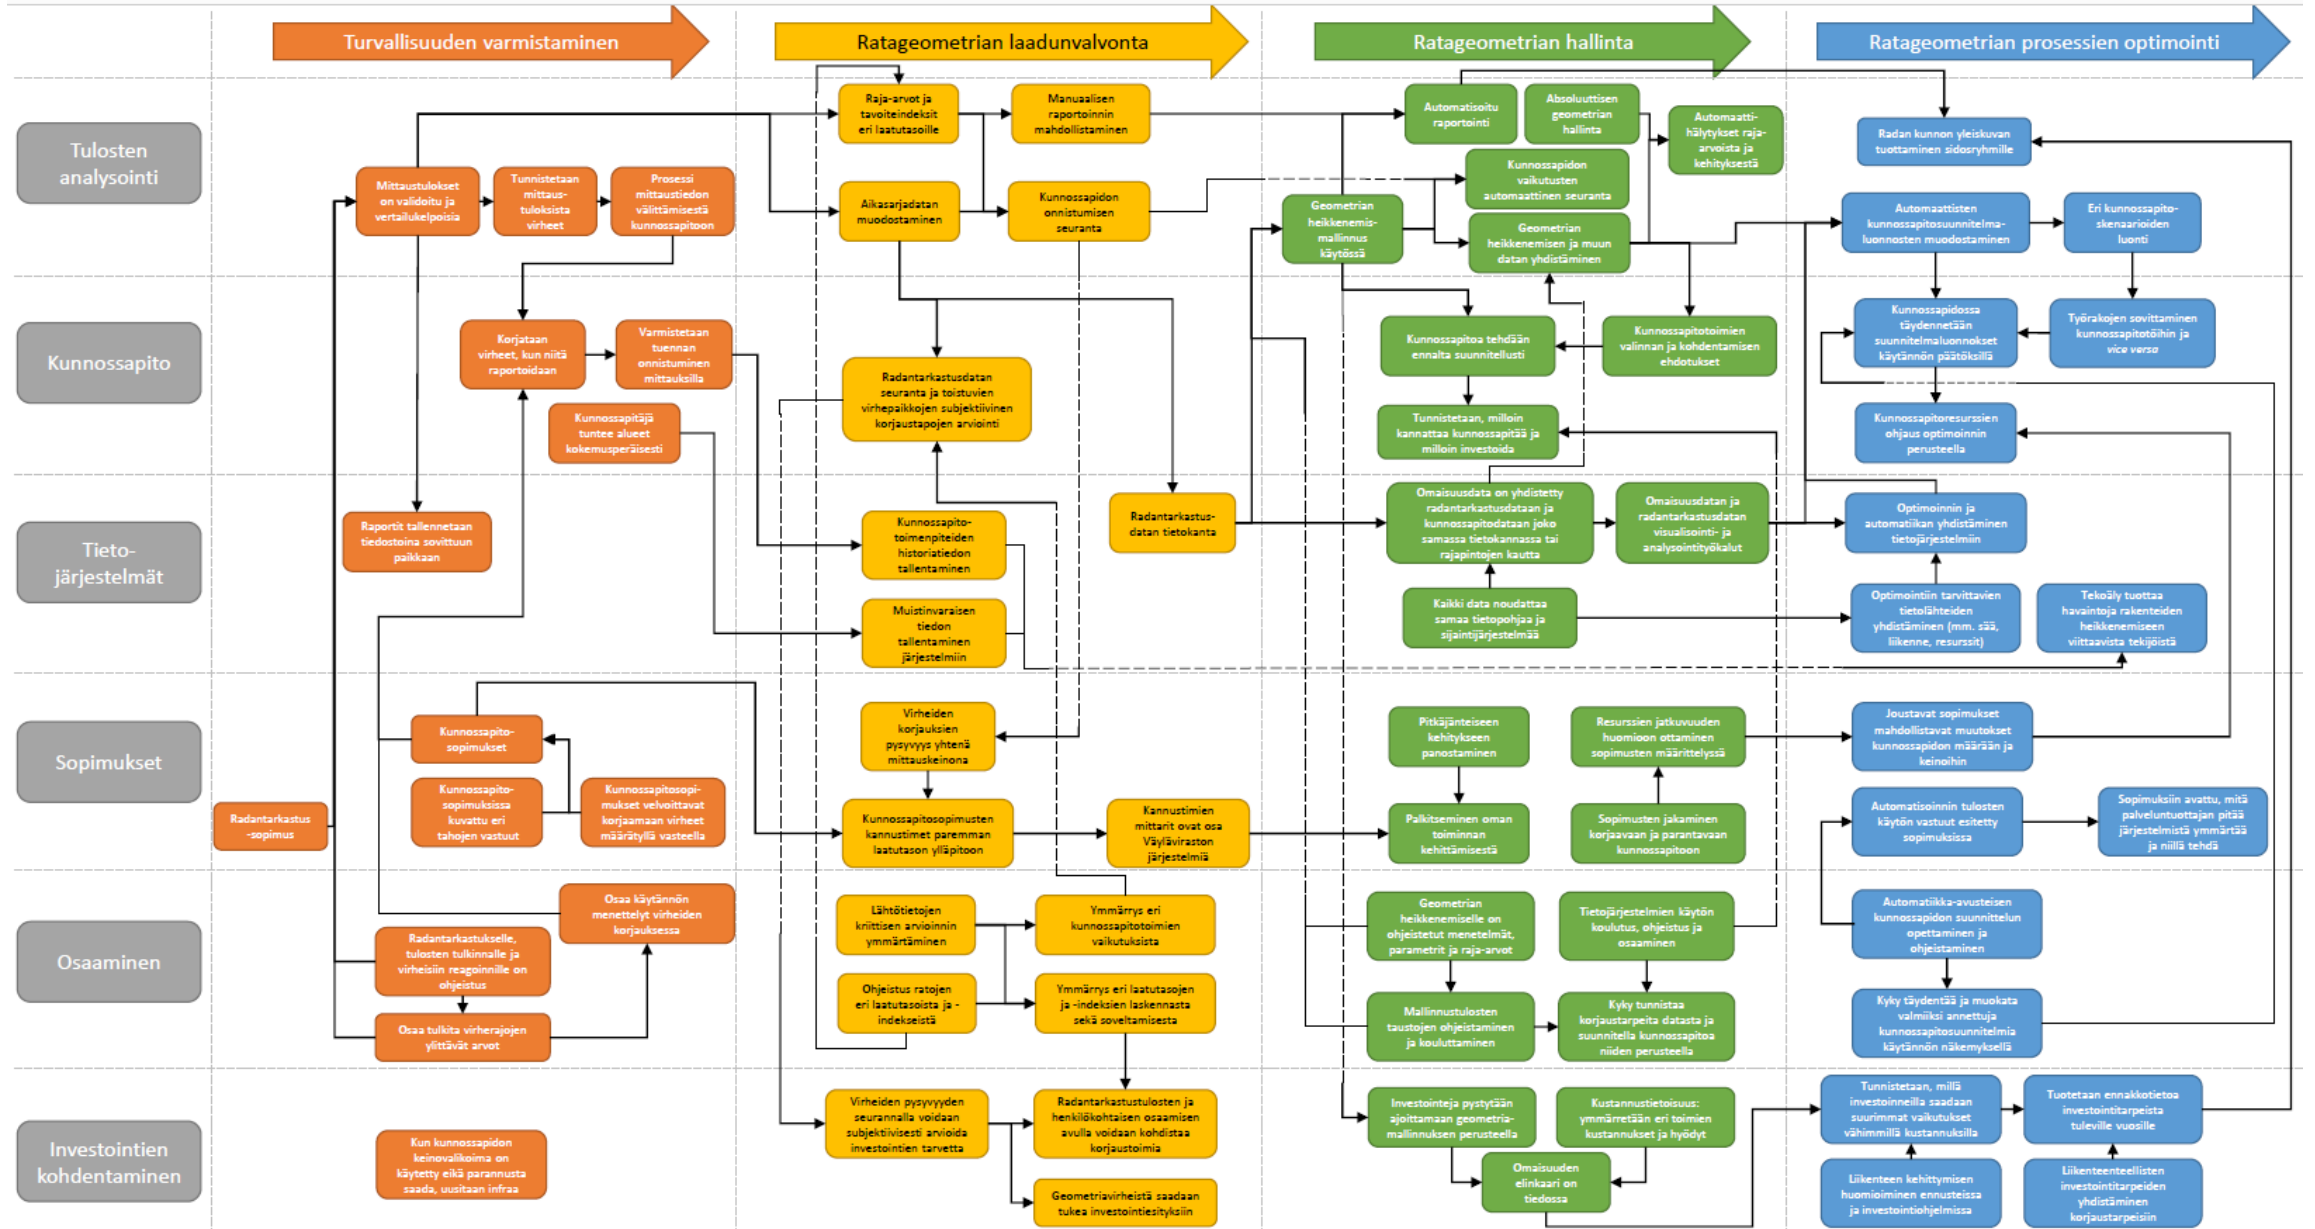 Turvallisuuden varmistaminen
Ratageometrian laadunvalvonta
Ratageometrian hallinta
Ratageometrian prosessien optimointi
Tulosten
analysointi
Mittaustulokset
on validoitu ja
vertailukelpoisia
Tunnistetaan
mittaus-
tuloksista
virheet
Prosessi
mittaustiedon
välittämisestä
kunnossapitoon
Raja-arvot ja
tavoiteindeksit
eri laatutasoille
Manuaalisen
raportoinnin
mahdollistaminen
Aikasarjadatan
muodostaminen
Kunnossapidon
onnistumisen
seuranta
Automatisoitu
raportointi
Absoluuttisen
geometrian
hallinta
Automaatti-
hälytykset raja-
arvoista ja
kehityksestä
Kunnossapidon
vaikutusten
automaattinen seuranta
Geometrian
heikkenemis-
mallinnus
käytössä
Geometrian
heikkenemisen ja muun
datan yhdistäminen
Radan kunnon yleiskuvan
tuottaminen sidosryhmille
Automaattisten
kunnossapitosuunnitelma-
luonnosten muodostaminen
Eri kunnossapito-
skenaarioiden
luonti
Kunnossapito
Korjataan
virheet, kun niitä
raportoidaan
Varmistetaan
tuennan
onnistuminen
mittauksilla
Kunnossapitäjä
tuntee alueet
kokemusperäisesti
Radantarkastusdatan
seuranta ja toistuvien
virhepaikkojen subjektiivinen
korjaustapojen arviointi
Kunnossapitoa tehdään
ennalta suunnitellusti
Kunnossapitotoimien
valinnan ja kohdentamisen
ehdotukset
Tunnistetaan, milloin
kannattaa kunnossapitää ja
milloin investoida
Kunnossapidossa
täydennetään
suunnitelmaluonnokset
käytännön päätöksillä
Työrakojen sovittaminen
kunnossapitotöihin ja
vice versa
Kunnossapitoresurssien
ohjaus optimoinnin
perusteella
Tieto-
järjestelmät
Raportit tallennetaan
tiedostoina sovittuun
paikkaan
Kunnossapito-
toimenpiteiden
historiatiedon
tallentaminen
Muistinvaraisen
tiedon
tallentaminen
järjestelmiin
Radantarkastus-
datan tietokanta
Omaisuusdata on yhdistetty
radantarkastusdataan ja
kunnossapitodataan joko
samassa tietokannassa tai
rajapintojen kautta
Omaisuusdatan ja
radantarkastusdatan
visualisointi- ja
analysointityökalut
Kaikki data noudattaa
samaa tietopohjaa ja
sijaintijärjestelmää
Optimoinnin ja
automatiikan yhdistäminen
tietojärjestelmiin
Optimointiin tarvittavien
tietolähteiden
yhdistäminen (mm. sää,
liikenne, resurssit)
Tekoäly tuottaa
havaintoja rakenteiden
heikkenemiseen
viittaavista tekijöistä
Sopimukset
Radantarkastus
-sopimus
Kunnossapito-
sopimukset
Kunnossapito-
sopimuksissa
kuvattu eri
tahojen vastuut
Kunnossapitosopi-
mukset velvoittavat
korjaamaan virheet
määrätyllä vasteella
Virheiden
korjauksien
pysyvyys yhtenä
mittauskeinona
Kunnossapitosopimusten
kannustimet paremman
laatutason ylläpitoon
Kannustimien
mittarit ovat osa
Väyläviraston
järjestelmiä
Pitkäjänteiseen
kehitykseen
panostaminen
Resurssien jatkuvuuden
huomioon ottaminen
sopimusten määrittelyssä
Palkitseminen oman
toiminnan
kehittämisestä
Sopimusten jakaminen
korjaavaan ja parantavaan
kunnossapitoon
Joustavat sopimukset
mahdollistavat muutokset
kunnossapidon määrään ja
keinoihin
Automatisoinnin tulosten
käytön vastuut esitetty
sopimuksissa
Sopimuksiin avattu, mitä
palveluntuottajan pitää
järjestelmistä ymmärtää
ja niillä tehdä
Osaaminen
Osaa käytännön
menettelyt virheiden
korjauksessa
Radantarkastukselle,
tulosten tulkinnalle ja
virheisiin reagoinnille on
ohjeistus
Osaa tulkita virherajojen
ylittävät arvot
Lähtötietojen
kriittisen arvioinnin
ymmärtäminen
Ymmärrys eri
kunnossapitotoimien
vaikutuksista
Ohjeistus ratojen
eri laatutasoista ja -
indekseistä
Ymmärrys eri laatutasojen
ja -indeksien laskennasta
sekä soveltamisesta
Geometrian
heikkenemiselle on
ohjeistetut menetelmät,
parametrit ja raja-arvot
Tietojärjestelmien käytön
koulutus, ohjeistus ja
osaaminen
Mallinnustulosten
taustojen ohjeistaminen
ja kouluttaminen
Kyky tunnistaa
korjaustarpeita datasta ja
suunnitella kunnossapitoa
niiden perusteella
Automatiikka-avusteisen
kunnossapidon suunnittelun
opettaminen ja
ohjeistaminen
Kyky täydentää ja muokata
valmiiksi annettuja
kunnossapitosuunnitelmia
käytännön näkemyksellä
Investointien
kohdentaminen
Kun kunnossapidon
keinovalikoima on
käytetty eikä parannusta
saada, uusitaan infraa
Virheiden pysyvyyden
seurannalla voidaan
subjektiivisesti arvioida
investointien tarvetta
Radantarkastustulosten ja
henkilökohtaisen osaamisen
avulla voidaan kohdistaa
korjaustoimia
Geometriavirheistä saadaan
tukea investointiesityksiin
Investointeja pystytään
ajoittamaan geometria-
mallinnuksen perusteella
Kustannustietoisuus:
ymmärretään eri toimien
kustannukset ja hyödyt
Omaisuuden
elinkaari on
tiedossa
Tunnistetaan, millä
investoinneilla saadaan
suurimmat vaikutukset
vähimmillä kustannuksilla
Tuotetaan ennakkotietoa
investointitarpeista
tuleville vuosille
Liikenteen kehittymisen
huomioiminen ennusteissa
ja investointiohjelmissa
Liikenteenteellisten
investointitarpeiden
yhdistäminen
korjaustarpeisiin